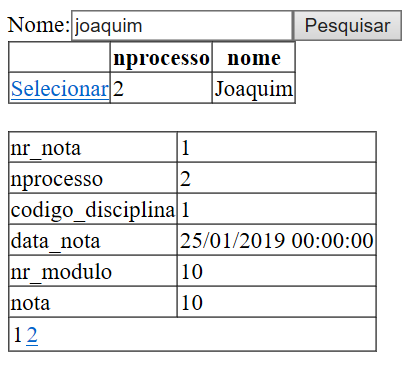 Nome: joaquim Pesquisar
nprocesso nome
Selecionar 2 Joaquim
nr_nota 1
nprocesso 2
codigo_disciplina 1
data_nota 25/01/2019 00:00:00
nr_modulo 10
nota 10
1 2